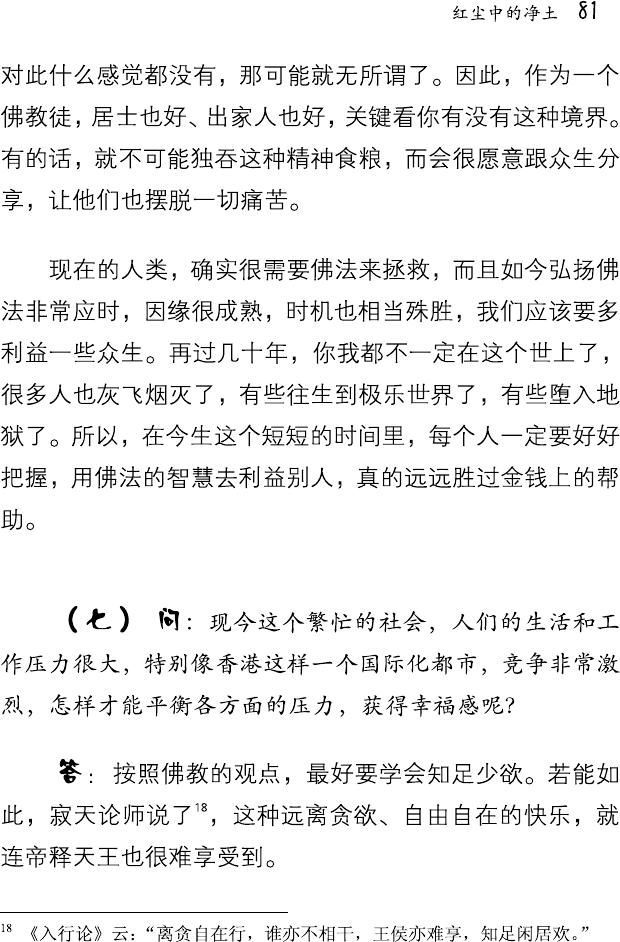 红尘中的净土 81
对此什么感觉都没有，那可能就无所谓了。因此，作为一个
佛教徒，居士也好、出家人也好，关键看你有没有这种境界。
有的话，就不可能独吞这种精神食粮，而会很愿意跟众生分
享，让他们也摆脱一切痛苦。
现在的人类，确实很需要佛法来拯救，而且如今弘扬佛
法非常应时，因缘很成熟，时机也相当殊胜，我们应该要多
利益一些众生。再过几十年，你我都不一定在这个世上了，
很多人也灰飞烟灭了，有些往生到极乐世界了，有些堕入地
狱了。所以，在今生这个短短的时间里，每个人一定要好好
把握，用佛法的智慧去利益别人，真的远远胜过金钱上的帮
助。
（七） 问：现今这个繁忙的社会，人们的生活和工
作压力很大，特别像香港这样一个国际化都市，竞争非常激
烈，怎样才能平衡各方面的压力，获得幸福感呢？
答：按照佛教的观点，最好要学会知足少欲。若能如
此，寂天论师说了18，这种远离贪欲、自由自在的快乐，就
连帝释天王也很难享受到。
18 《入行论》云：“离贪自在行，谁亦不相干，王侯亦难享，知足闲居欢。”